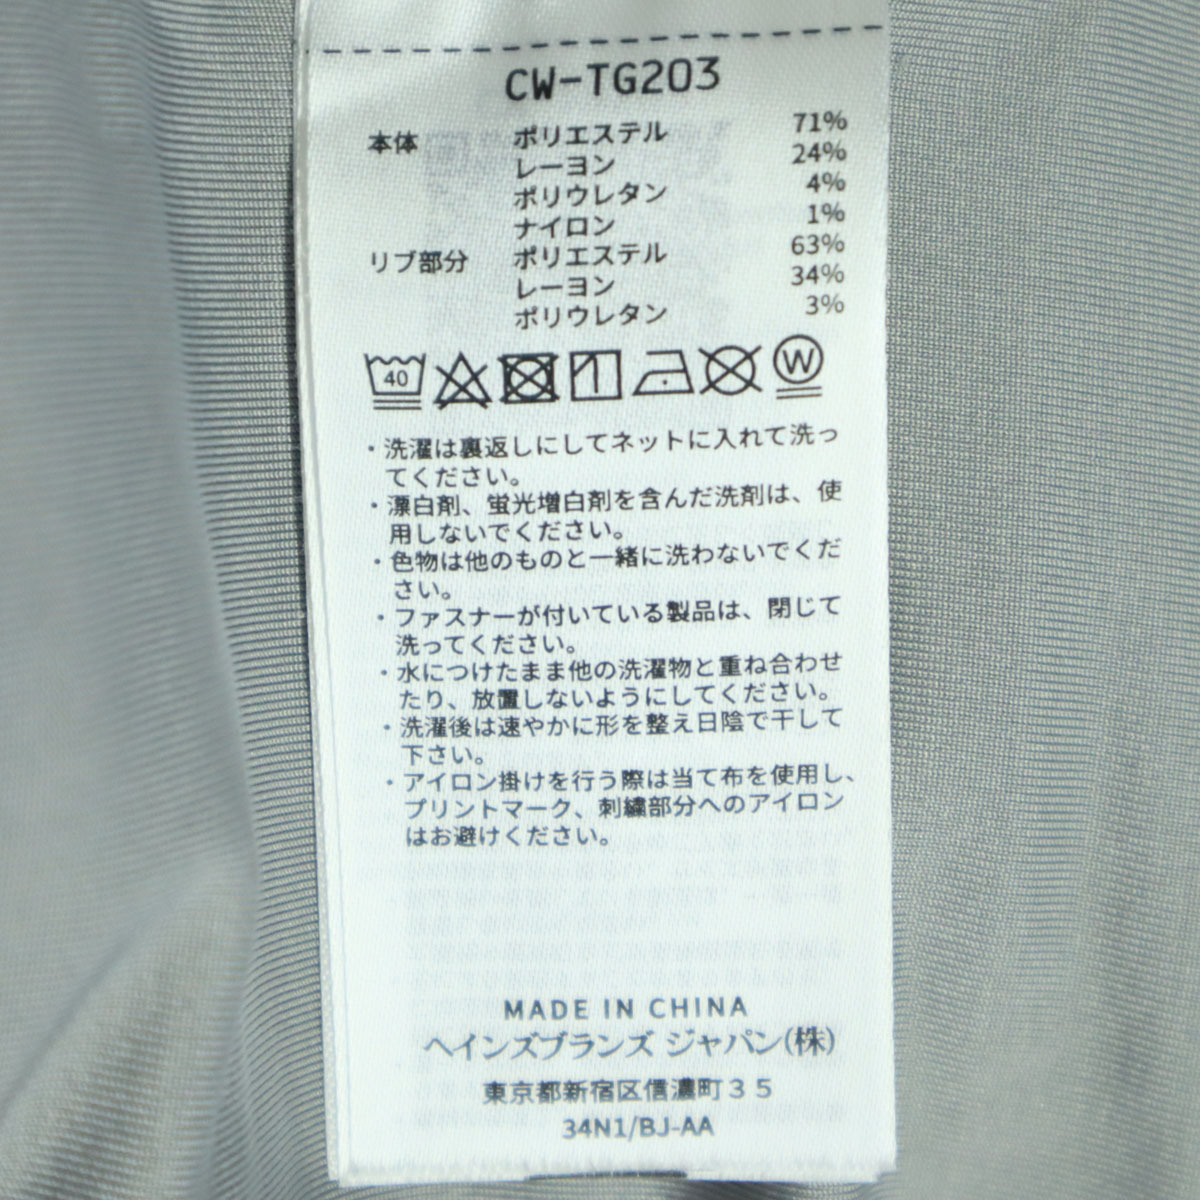 CW-TG203
本体 ポリエステル 71%
レーヨン 24%
ポリウレタン 4%
ナイロン 1%
リブ部分 ポリエステル 63%
レーヨン 34%
ポリウレタン 3%
40 W
・洗濯は裏返しにしてネットに入れて洗っ
てください。
・漂白剤、蛍光増白剤を含んだ洗剤は、使
用しないでください。
・色物は他のものと一緒に洗わないでくだ
さい。
・ファスナーが付いている製品は、閉じて
洗ってください。
・水につけたまま他の洗濯物と重ね合わせ
たり、放置しないようにしてください。
・洗濯後は速やかに形を整え日陰で干して
下さい。
・アイロン掛けを行う際は当て布を使用し、
プリントマーク、刺繍部分へのアイロン
はお避けください。
MADE IN CHINA
ヘインズブランズ ジャパン(株)
東京都新宿区信濃町35
34N1/BJ-AA